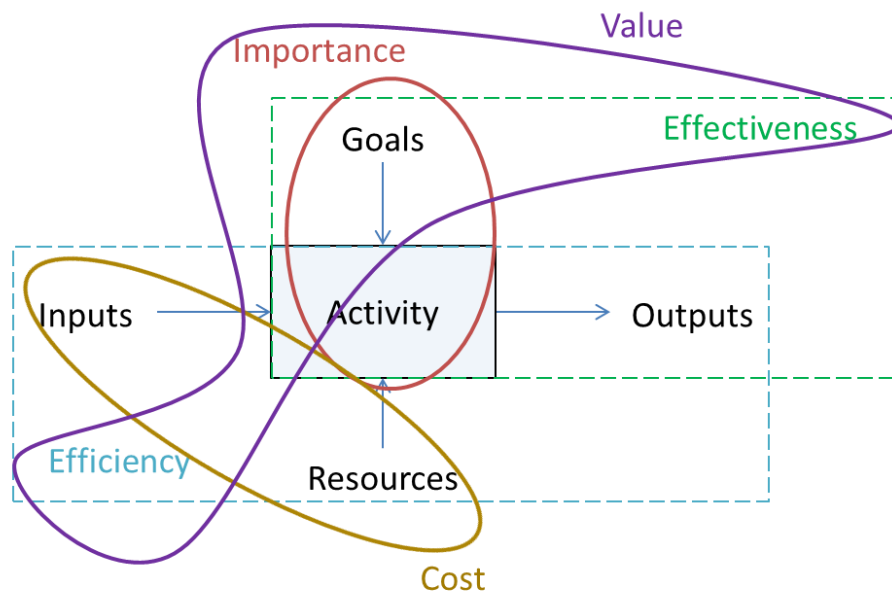 Value
Importance
Effectiveness
Goals
Inputs
Activity
Outputs
Efficiency
Resources
Cost